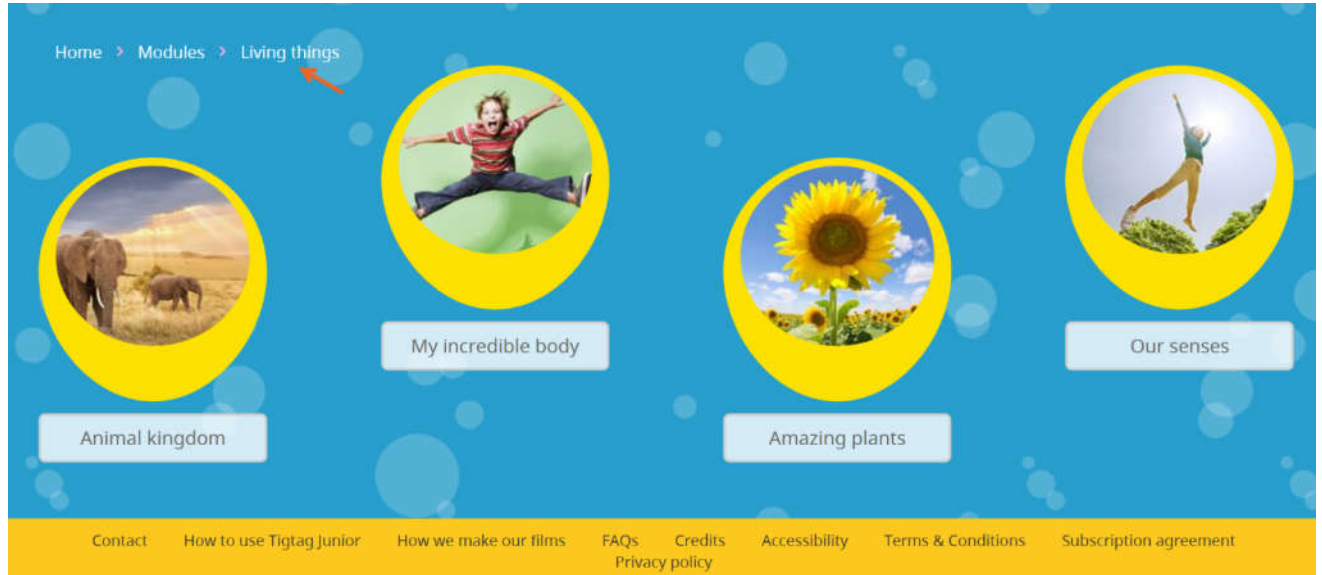 Home > Modules > Living things
My incredible body
Our senses
Animal kingdom
Amazing plants
Contact How to use Tigtag Junior How we make our films FAQs Credits Accessibility Terms & Conditions Subscription agreement
Privacy policy